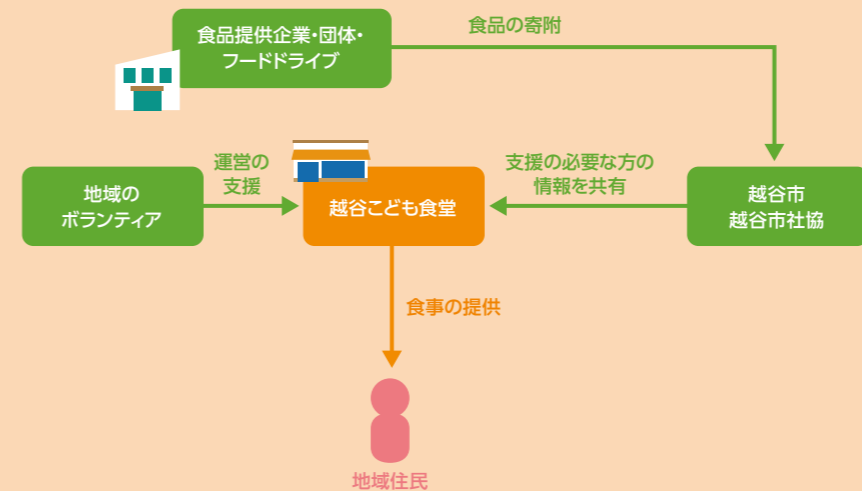 食品提供企業・団体・
フードドライブ
食品の寄附
地域の
ボランティア
運営の
支援
越谷こども食堂
支援の必要な方の
情報を共有
越谷市
越谷市社協
食事の提供
地域住民